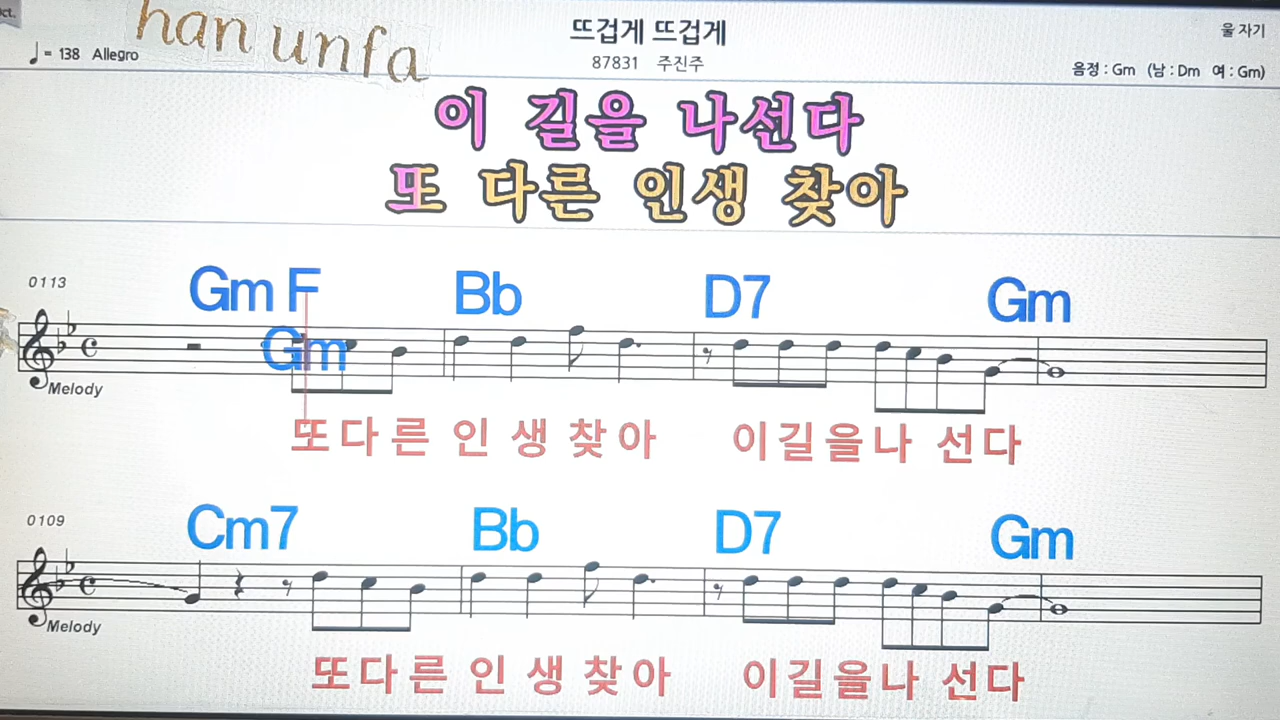 ct.
han unfa
뜨겁게 뜨겁게
울 자기
♩= 138 Allegro
87831 주진주
음정 : Gm (남 : Dm 여 : Gm)
이 길을 나선다
또 다른 인생 찾아
0113
Gm F Bb D7 Gm
Gm
Melody
또다른 인 생 찾아 이길을나 선다
0109
Cm7 Bb D7 Gm
Melody
또다른 인 생 찾아 이길을나 선다